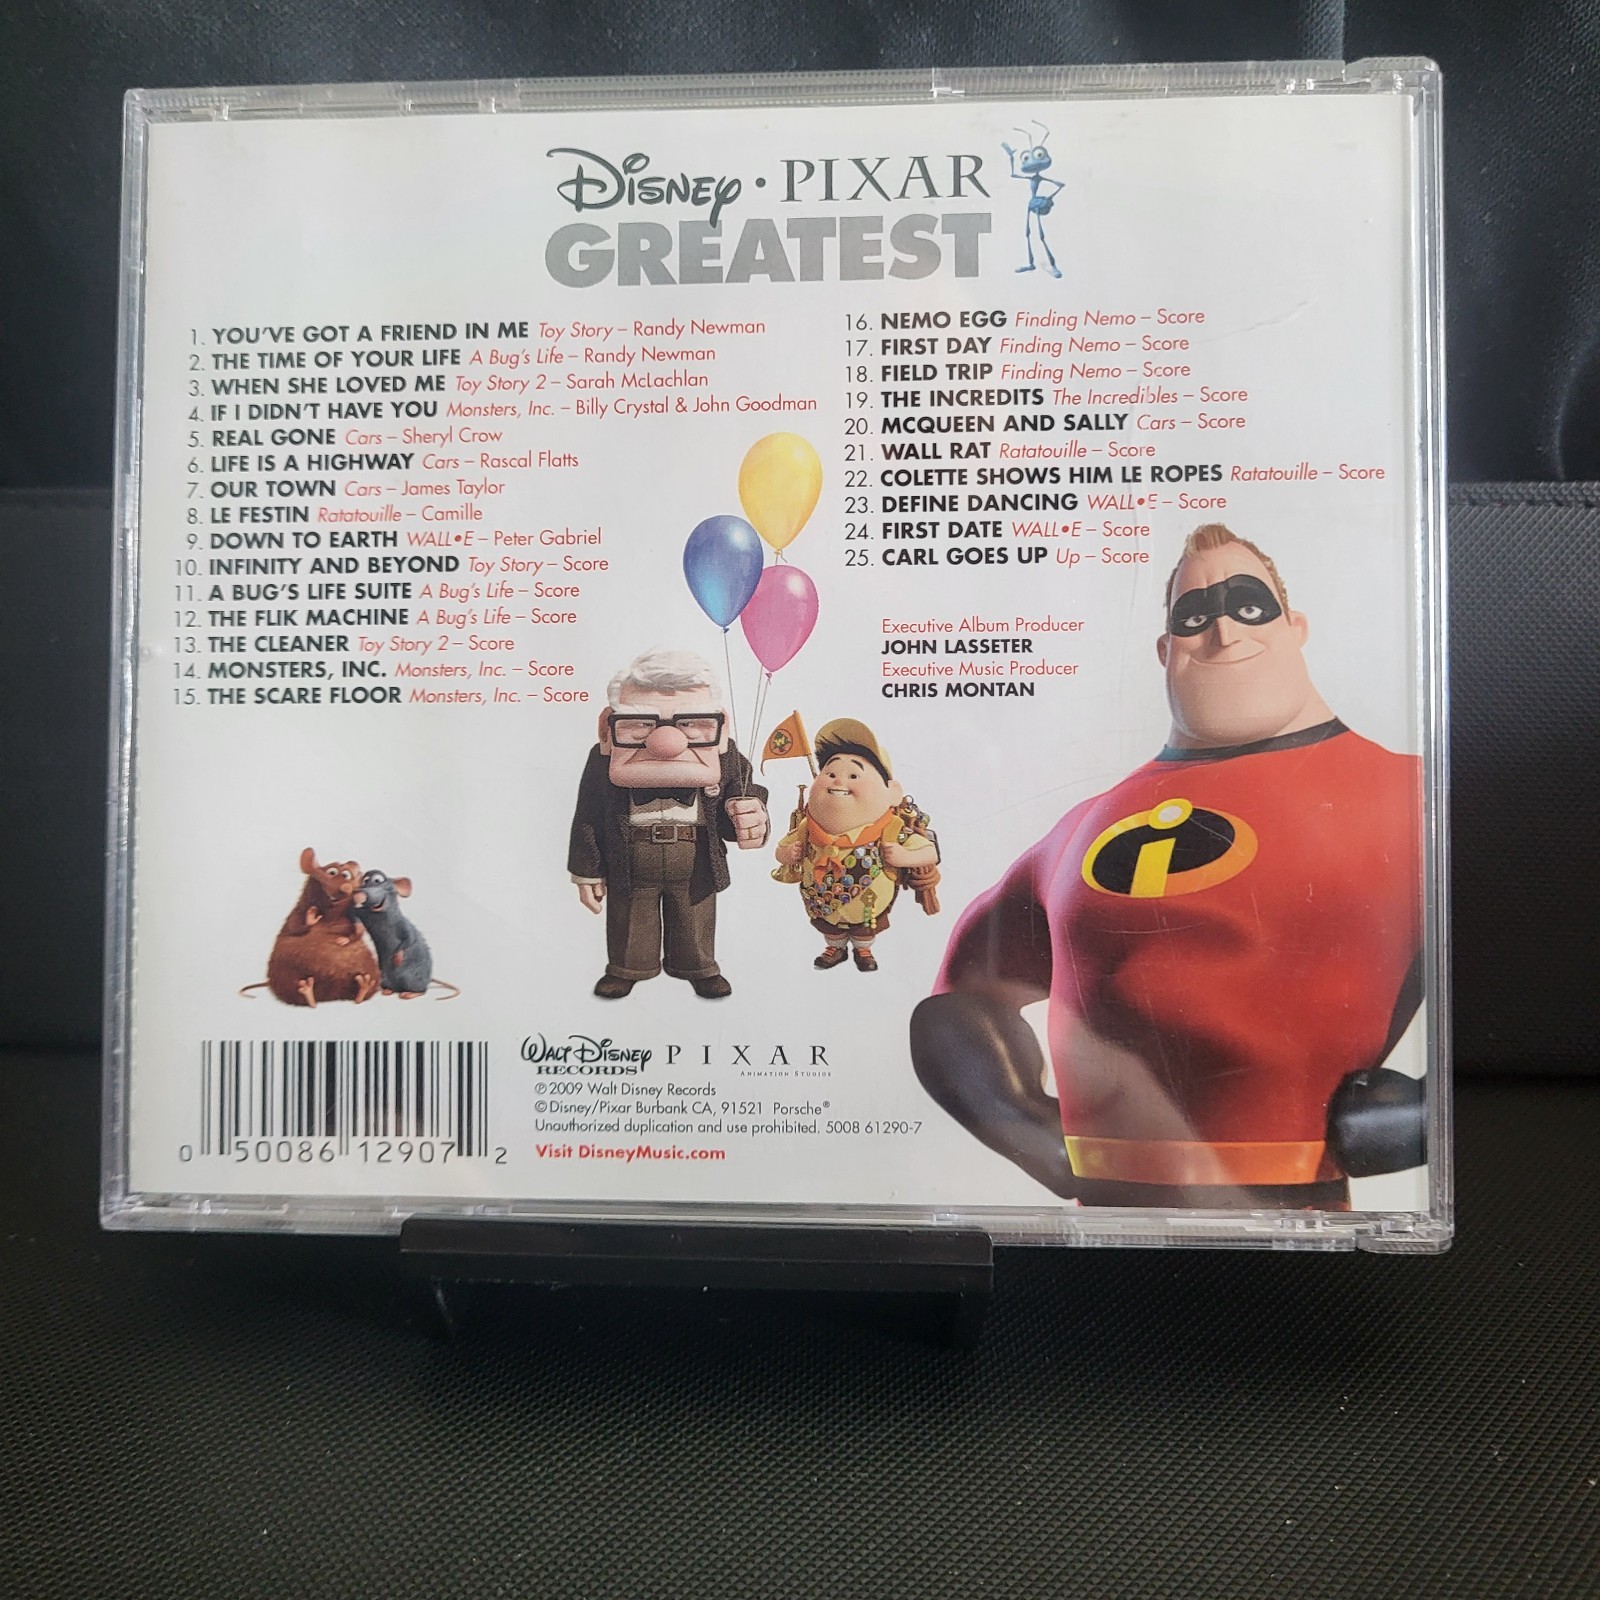 Disney · PIXAR
GREATEST
1. YOU'VE GOT A FRIEND IN ME Toy Story – Randy Newman
2. THE TIME OF YOUR LIFE A Bug's Life – Randy Newman
3. WHEN SHE LOVED ME Toy Story 2 – Sarah McLachlan
4. IF I DIDN'T HAVE YOU Monsters, Inc. – Billy Crystal & John Goodman
5. REAL GONE Cars – Sheryl Crow
6. LIFE IS A HIGHWAY Cars – Rascal Flatts
7. OUR TOWN Cars – James Taylor
8. LE FESTIN Ratatouille – Camille
9. DOWN TO EARTH WALL•E – Peter Gabriel
10. INFINITY AND BEYOND Toy Story – Score
11. A BUG'S LIFE SUITE A Bug's Life – Score
12. THE FLIK MACHINE A Bug's Life – Score
13. THE CLEANER Toy Story 2 – Score
14. MONSTERS, INC. Monsters, Inc. – Score
15. THE SCARE FLOOR Monsters, Inc. – Score
16. NEMO EGG Finding Nemo – Score
17. FIRST DAY Finding Nemo – Score
18. FIELD TRIP Finding Nemo – Score
19. THE INCREDITS The Incredibles – Score
20. MCQUEEN AND SALLY Cars – Score
21. WALL RAT Ratatouille – Score
22. COLETTE SHOWS HIM LE ROPES Ratatouille – Score
23. DEFINE DANCING WALL•E – Score
24. FIRST DATE WALL•E – Score
25. CARL GOES UP Up – Score
Executive Album Producer
JOHN LASSETER
Executive Music Producer
CHRIS MONTAN
WALT DISNEY RECORDS
PIXAR
ANIMATION STUDIOS
℗ 2009 Walt Disney Records
© Disney/Pixar Burbank CA, 91521 Porsche®
Unauthorized duplication and use prohibited. 5008 61290-7
Visit DisneyMusic.com
0 50086 12907 2